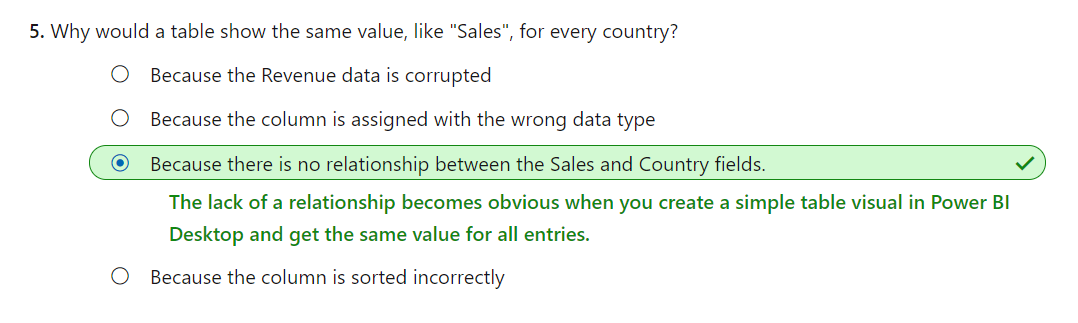 5. Why would a table show the same value, like "Sales", for every country?
Because the Revenue data is corrupted
Because the column is assigned with the wrong data type
Because there is no relationship between the Sales and Country fields.
The lack of a relationship becomes obvious when you create a simple table visual in Power BI
Desktop and get the same value for all entries.
Because the column is sorted incorrectly